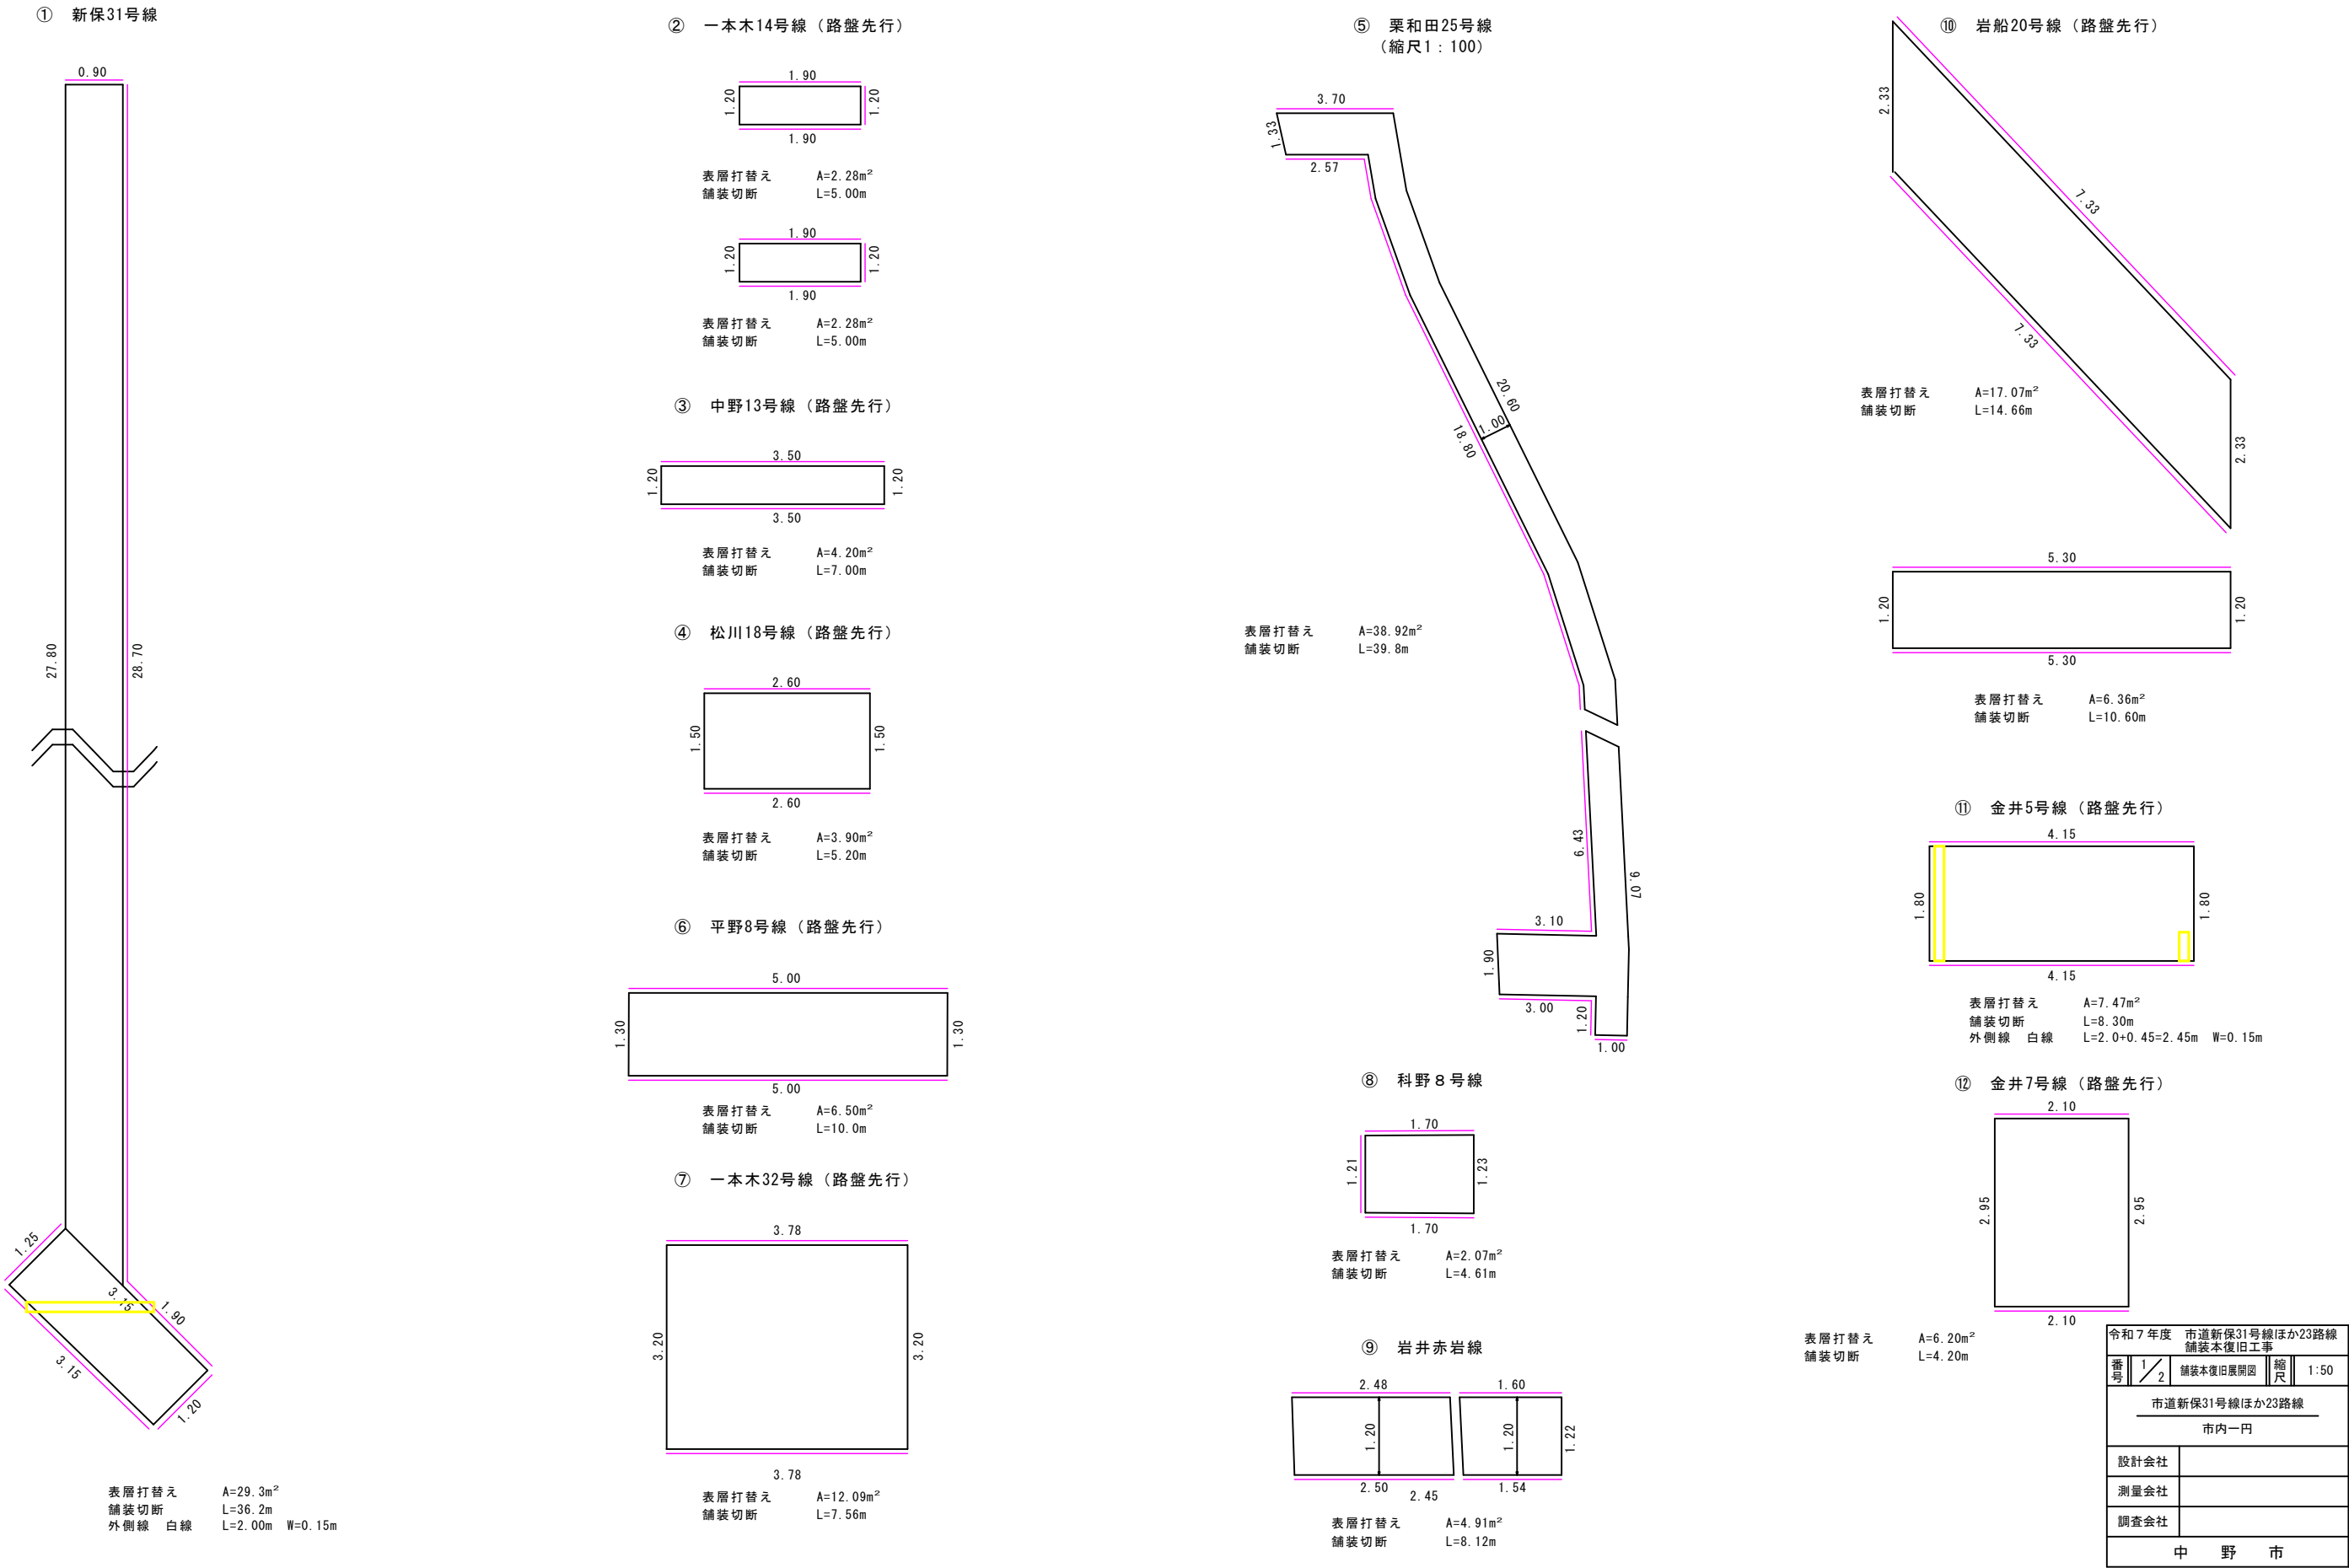 ① 新保31号線
0.90
27.80
28.70
1.25
3.15
1.90
3.15
1.20
表層打替え A=29.3m²
舗装切断 L=36.2m
外側線 白線 L=2.00m W=0.15m
② 一本木14号線（路盤先行）
1.90
1.20
1.20
1.90
表層打替え A=2.28m²
舗装切断 L=5.00m
1.90
1.20
1.20
1.90
表層打替え A=2.28m²
舗装切断 L=5.00m
③ 中野13号線（路盤先行）
3.50
1.20
1.20
3.50
表層打替え A=4.20m²
舗装切断 L=7.00m
④ 松川18号線（路盤先行）
2.60
1.50
1.50
2.60
表層打替え A=3.90m²
舗装切断 L=5.20m
⑥ 平野8号線（路盤先行）
5.00
1.30
1.30
5.00
表層打替え A=6.50m²
舗装切断 L=10.0m
⑦ 一本木32号線（路盤先行）
3.78
3.20
3.20
3.78
表層打替え A=12.09m²
舗装切断 L=7.56m
⑤ 栗和田25号線
（縮尺1：100）
3.70
1.33
2.57
20.60
1.00
18.80
表層打替え A=38.92m²
舗装切断 L=39.8m
6.43
9.07
3.10
1.90
3.00
1.20
1.00
⑧ 科野８号線
1.70
1.21
1.23
1.70
表層打替え A=2.07m²
舗装切断 L=4.61m
⑨ 岩井赤岩線
2.48
1.60
1.20
1.20
1.22
2.50
2.45
1.54
表層打替え A=4.91m²
舗装切断 L=8.12m
⑩ 岩船20号線（路盤先行）
2.33
7.33
7.33
2.33
表層打替え A=17.07m²
舗装切断 L=14.66m
5.30
1.20
1.20
5.30
表層打替え A=6.36m²
舗装切断 L=10.60m
⑪ 金井5号線（路盤先行）
4.15
1.80
1.80
4.15
表層打替え A=7.47m²
舗装切断 L=8.30m
外側線 白線 L=2.0+0.45=2.45m W=0.15m
⑫ 金井7号線（路盤先行）
2.10
2.95
2.95
2.10
表層打替え A=6.20m²
舗装切断 L=4.20m
令和７年度 市道新保31号線ほか23路線
舗装本復旧工事
番号 1/2 舗装本復旧展開図 縮尺 1:50
市道新保31号線ほか23路線
市内一円
設計会社
測量会社
調査会社
中 野 市